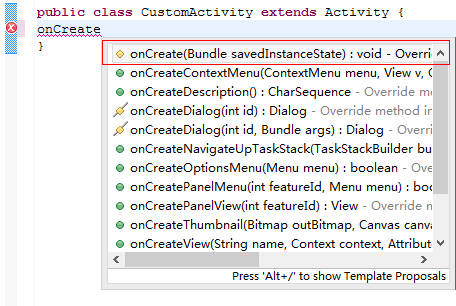 public class CustomActivity extends Activity {
onCreate
}
onCreate(Bundle savedInstanceState) : void - Overri
onCreateContextMenu(ContextMenu menu, View v, C
onCreateDescription() : CharSequence - Override me
onCreateDialog(int id) : Dialog - Override method in
onCreateDialog(int id, Bundle args) : Dialog - Overrid
onCreateNavigateUpTaskStack(TaskStackBuilder bu
onCreateOptionsMenu(Menu menu) : boolean - Ove
onCreatePanelMenu(int featureId, Menu menu) : boo
onCreatePanelView(int featureId) : View - Override m
onCreateThumbnail(Bitmap outBitmap, Canvas canv
onCreateView(String name, Context context, Attribut
Press 'Alt+/' to show Template Proposals